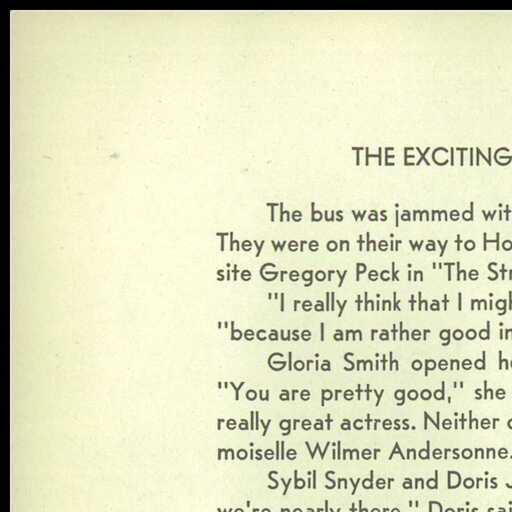 THE EXCITING
The bus was jammed wit
They were on their way to Ho
site Gregory Peck in "The Str
"I really think that I migh
"because I am rather good in
Gloria Smith opened he
"You are pretty good," she
really great actress. Neither
moiselle Wilmer Andersonne.
Sybil Snyder and Doris J
we're nearly there," Doris sai